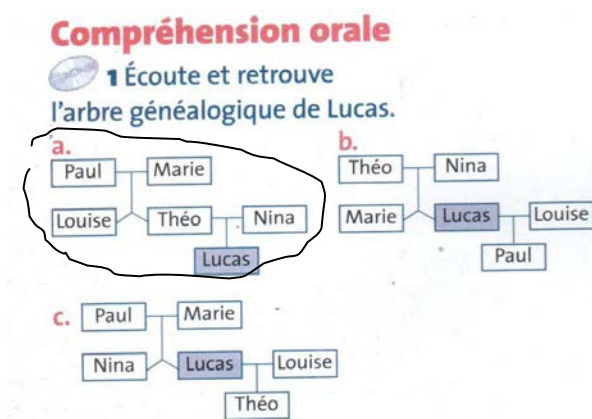 Compréhension orale
1 Écoute et retrouve
l'arbre généalogique de Lucas.
a.
Paul Marie
Louise Théo Nina
Lucas
b.
Théo Nina
Marie Lucas Louise
Paul
c. Paul Marie
Nina Lucas Louise
Théo